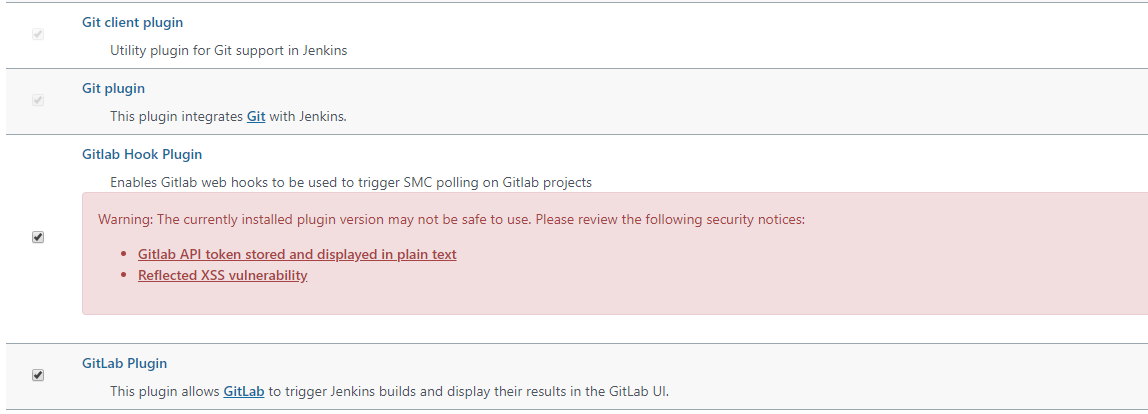 Git client plugin
Utility plugin for Git support in Jenkins
Git plugin
This plugin integrates Git with Jenkins.
Gitlab Hook Plugin
Enables Gitlab web hooks to be used to trigger SMC polling on Gitlab projects
Warning: The currently installed plugin version may not be safe to use. Please review the following security notices:
Gitlab API token stored and displayed in plain text
Reflected XSS vulnerability
GitLab Plugin
This plugin allows GitLab to trigger Jenkins builds and display their results in the GitLab UI.